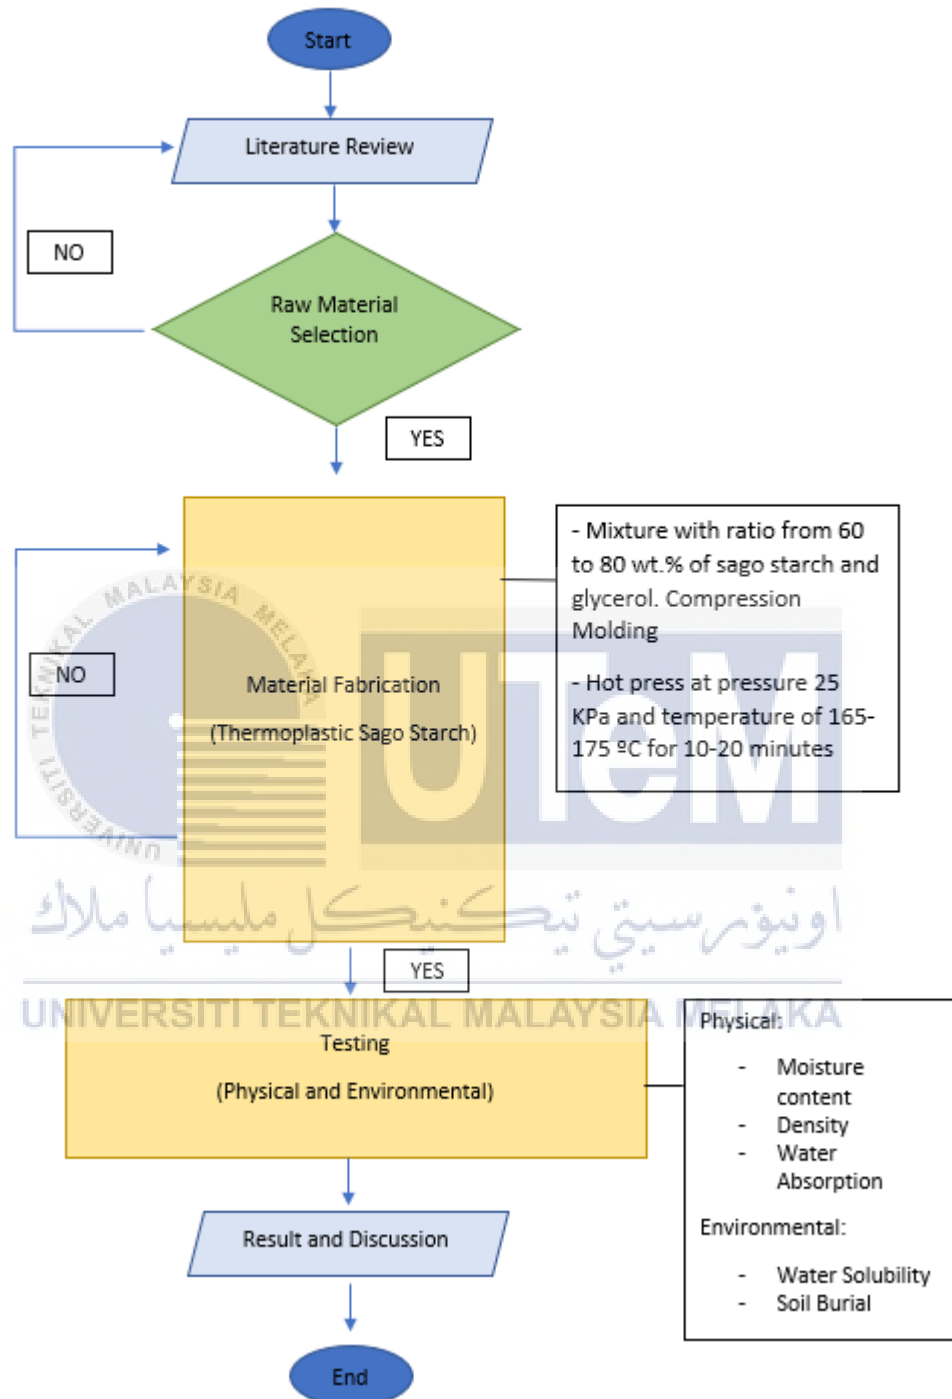 Start
Literature Review
NO
Raw Material
Selection
YES
- Mixture with ratio from 60
to 80 wt.% of sago starch and
glycerol. Compression
Molding
- Hot press at pressure 25
KPa and temperature of 165-
175 ºC for 10-20 minutes
NO
Material Fabrication
(Thermoplastic Sago Starch)
UNIVERSITI TEKNIKAL MALAYSIA MELAKA
UTeM
اونيۏرسيتي تيكنيكل مليسيا ملاك
YES
UNIVERSITI TEKNIKAL MALAYSIA MELAKA
Testing
(Physical and Environmental)
Physical:
- Moisture
content
- Density
- Water
Absorption
Environmental:
- Water Solubility
- Soil Burial
Result and Discussion
End